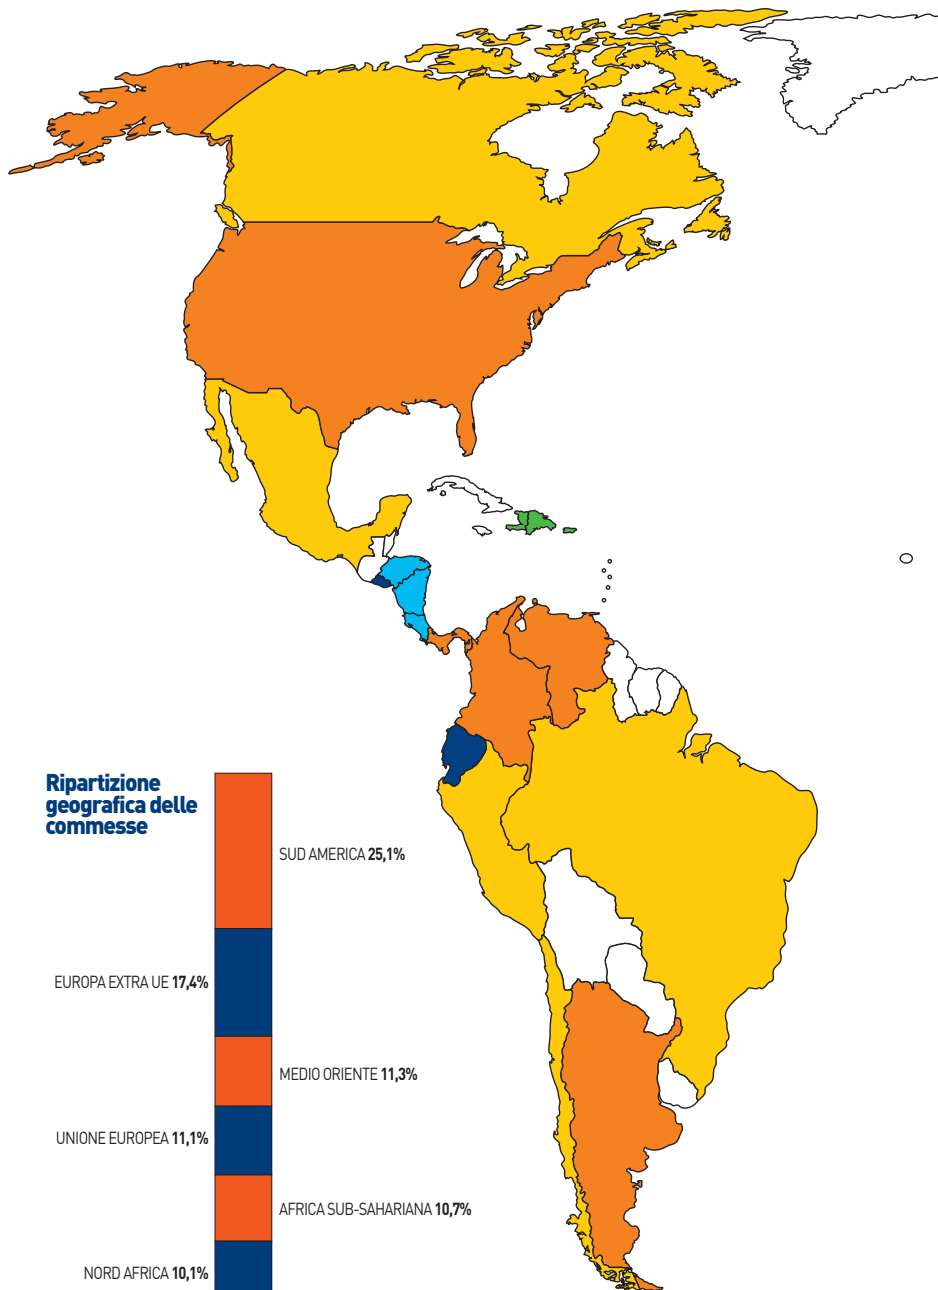 Ripartizione
geografica delle
commesse
SUD AMERICA 25,1%
EUROPA EXTRA UE 17,4%
MEDIO ORIENTE 11,3%
UNIONE EUROPEA 11,1%
AFRICA SUB-SAHARIANA 10,7%
NORD AFRICA 10,1%